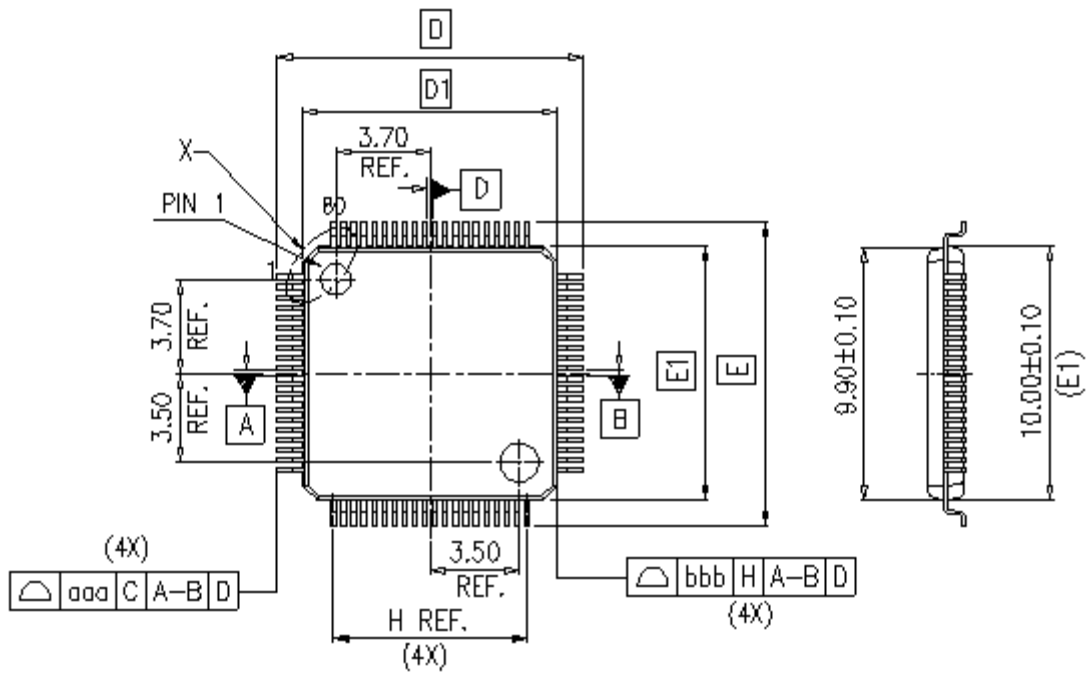 D
D1
3.70
REF.
X
PIN 1
80
D
1
3.70
REF.
3.50
REF.
A
B
E1
E
9.90±0.10
10.00±0.10
(E1)
(4X)
aaa C A-B D
3.50
REF.
bbb H A-B D
(4X)
H REF.
(4X)